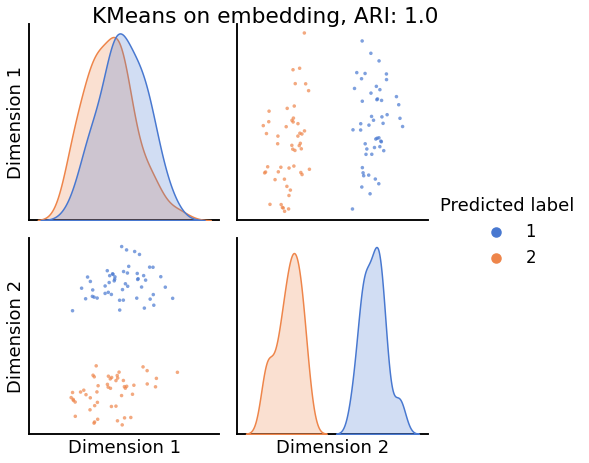 KMeans on embedding, ARI: 1.0
Dimension 1
Predicted label
1
2
Dimension 2
Dimension 1
Dimension 2